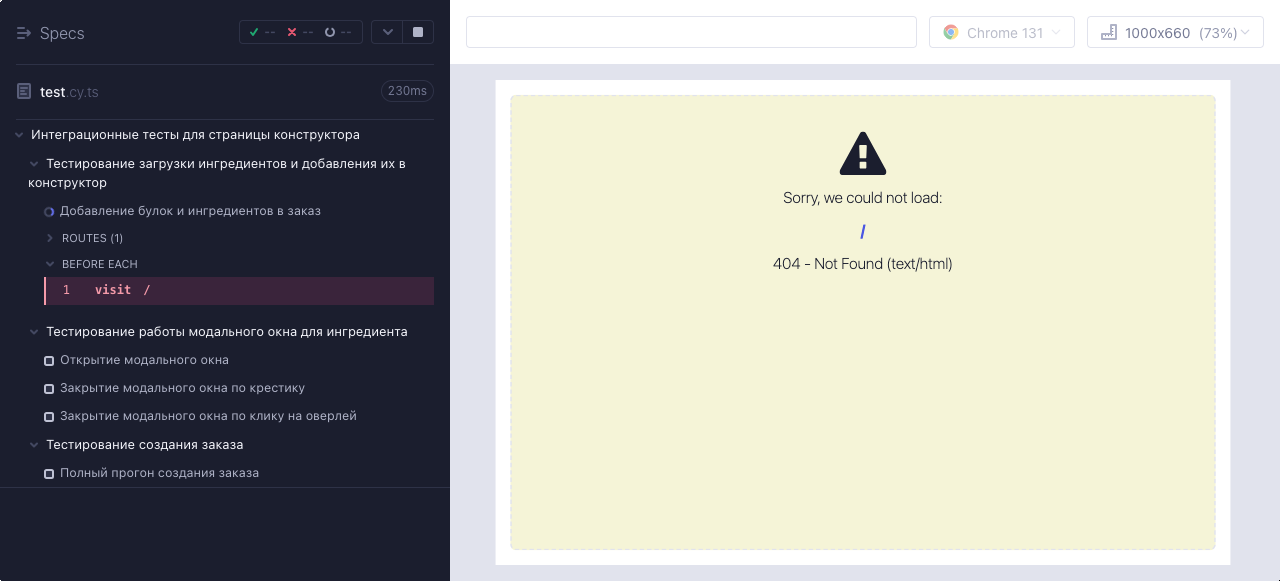 Specs
-- -- --
test.cy.ts
230ms
Интеграционные тесты для страницы конструктора
Тестирование загрузки ингредиентов и добавления их в
конструктор
Добавление булок и ингредиентов в заказ
ROUTES (1)
BEFORE EACH
1 visit /
Тестирование работы модального окна для ингредиента
Открытие модального окна
Закрытие модального окна по крестику
Закрытие модального окна по клику на оверлей
Тестирование создания заказа
Полный прогон создания заказа
Chrome 131
1000x660 (73%)
Sorry, we could not load:
/
404 - Not Found (text/html)